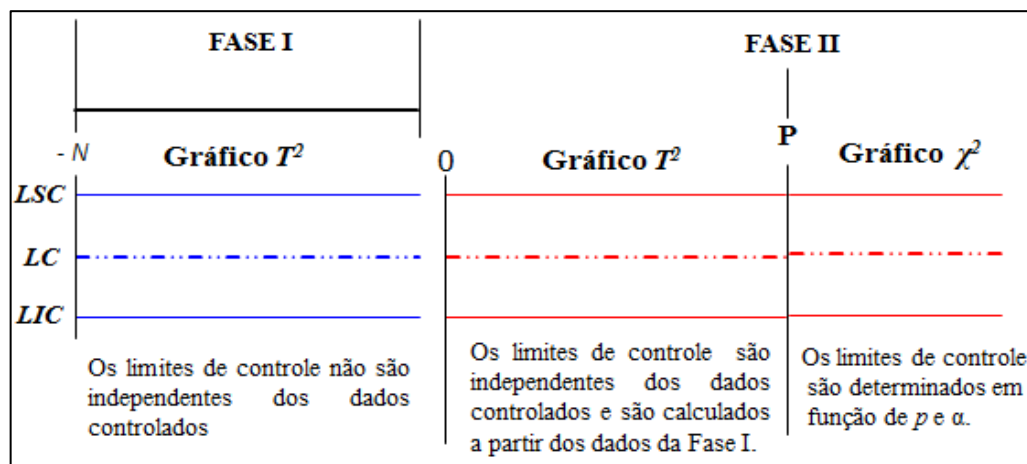 FASE I
FASE II
- N
Gráfico T²
0
Gráfico T²
P
Gráfico χ²
LSC
LC
LIC
Os limites de controle não são
independentes dos dados
controlados
Os limites de controle são
independentes dos dados
controlados e são calculados
a partir dos dados da Fase I.
Os limites de controle
são determinados em
função de p e α.